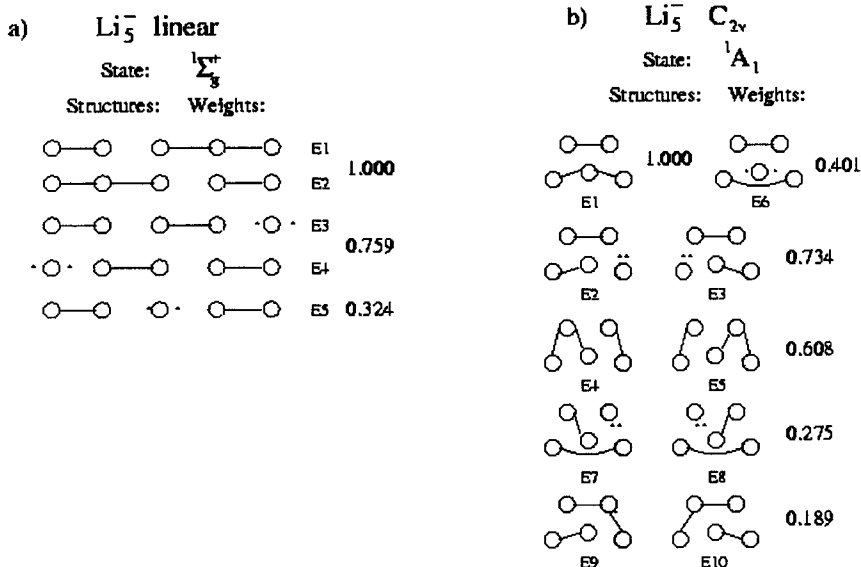 a) Li5⁻ linear
State: ¹Σg⁺
Structures: Weights:
E1
1.000
E2
E3
0.759
E4
E5 0.324
b) Li5⁻ C2v
State: ¹A1
Structures: Weights:
1.000 0.401
E1 E6
0.734
E2 E3
0.608
E4 E5
0.275
E7 E8
0.189
E9 E10